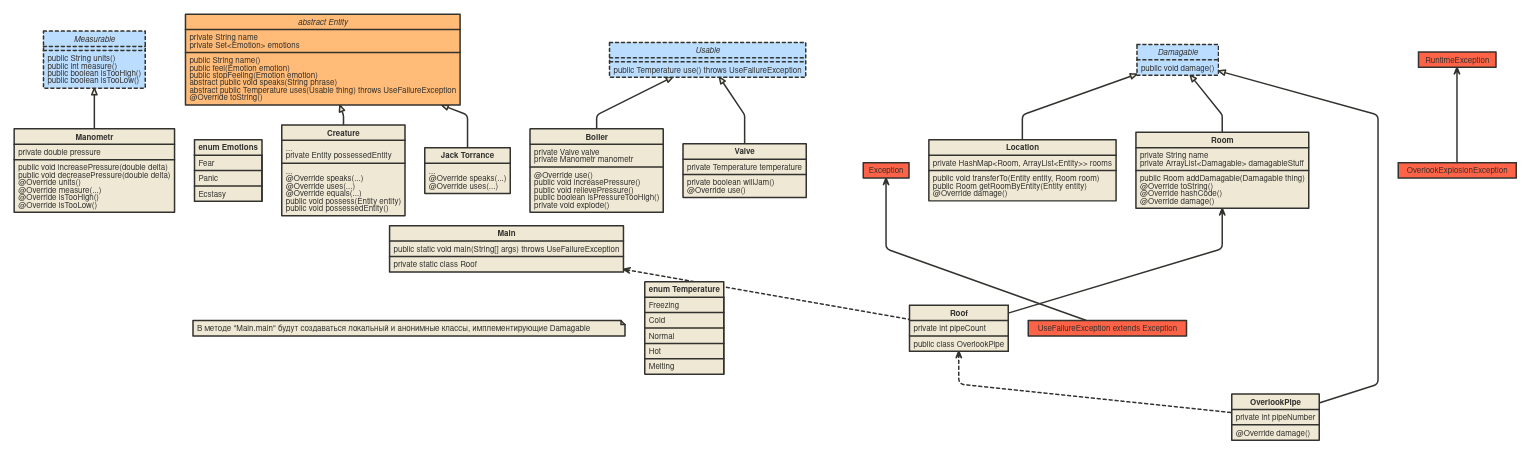 Measurable
public String units()
public int measure()
public boolean isTooHigh()
public boolean isTooLow()
abstract Entity
private String name
private Set<Emotion> emotions
public String name()
public feel(Emotion emotion)
public stopFeeling(Emotion emotion)
abstract public void speaks(String phrase)
abstract public Temperature uses(Usable thing) throws UseFailureException
@Override toString()
Usable
public Temperature use() throws UseFailureException
Damagable
public void damage()
RuntimeException
Manometr
private double pressure
public void increasePressure(double delta)
public void decreasePressure(double delta)
@Override units()
@Override measure(...)
@Override isTooHigh()
@Override isTooLow()
enum Emotions
Fear
Panic
Ecstasy
Creature
...
private Entity possessedEntity
...
@Override speaks(...)
@Override uses(...)
@Override equals(...)
public void possess(Entity entity)
public void possessedEntity()
Jack Torrance
...
@Override speaks(...)
@Override uses(...)
Boiler
private Valve valve
private Manometr manometr
@Override use()
public void increasePressure()
public void relievePressure()
public boolean isPressureTooHigh()
private void explode()
Valve
private Temperature temperature
private boolean willJam()
@Override use()
Exception
Location
private HashMap<Room, ArrayList<Entity>> rooms
public void transferTo(Entity entity, Room room)
public Room getRoomByEntity(Entity entity)
@Override damage()
Room
private String name
private ArrayList<Damagable> damagableStuff
public Room addDamagable(Damagable thing)
@Override toString()
@Override hashCode()
@Override damage()
OverlookExplosionException
Main
public static void main(String[] args) throws UseFailureException
private static class Roof
enum Temperature
Freezing
Cold
Normal
Hot
Melting
В методе "Main.main" будут создаваться локальный и анонимные классы, имплементирующие Damagable
Roof
private int pipeCount
public class OverlookPipe
UseFailureException extends Exception
OverlookPipe
private int pipeNumber
@Override damage()